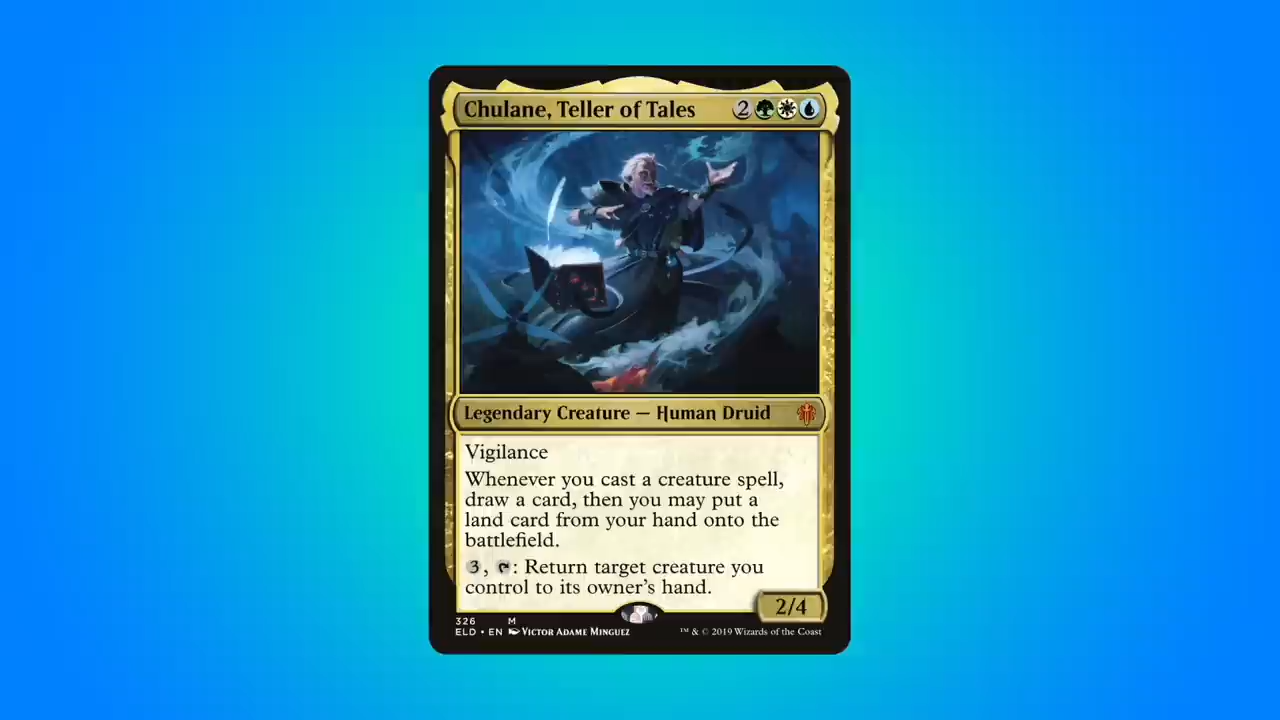 Chulane, Teller of Tales 2
Legendary Creature — Human Druid
Vigilance
Whenever you cast a creature spell,
draw a card, then you may put a
land card from your hand onto the
battlefield.
3, : Return target creature you
control to its owner's hand.
2/4
326 M
ELD • EN Victor Adame Minguez
™ & © 2019 Wizards of the Coast